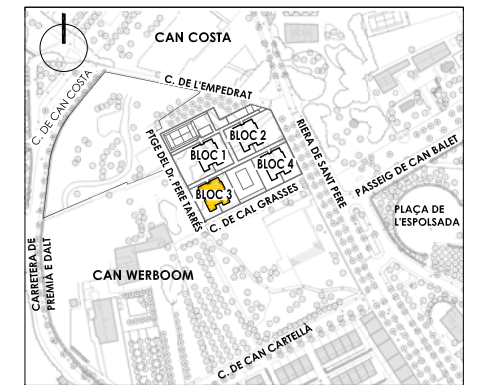 CAN COSTA
C. DE L'EMPEDRAT
C. DE CAN COSTA
BLOC 1
BLOC 2
BLOC 3
BLOC 4
PTGE DEL Dr. PERE TARRÉS
C. DE CAL GRASSES
RIERA DE SANT PERE
PASSEIG DE CAN BALET
PLAÇA DE
L'ESPOLSADA
CARRETERA DE
PREMIÀ E DALT
CAN WERBOOM
C. DE CAN CARTELLÀ